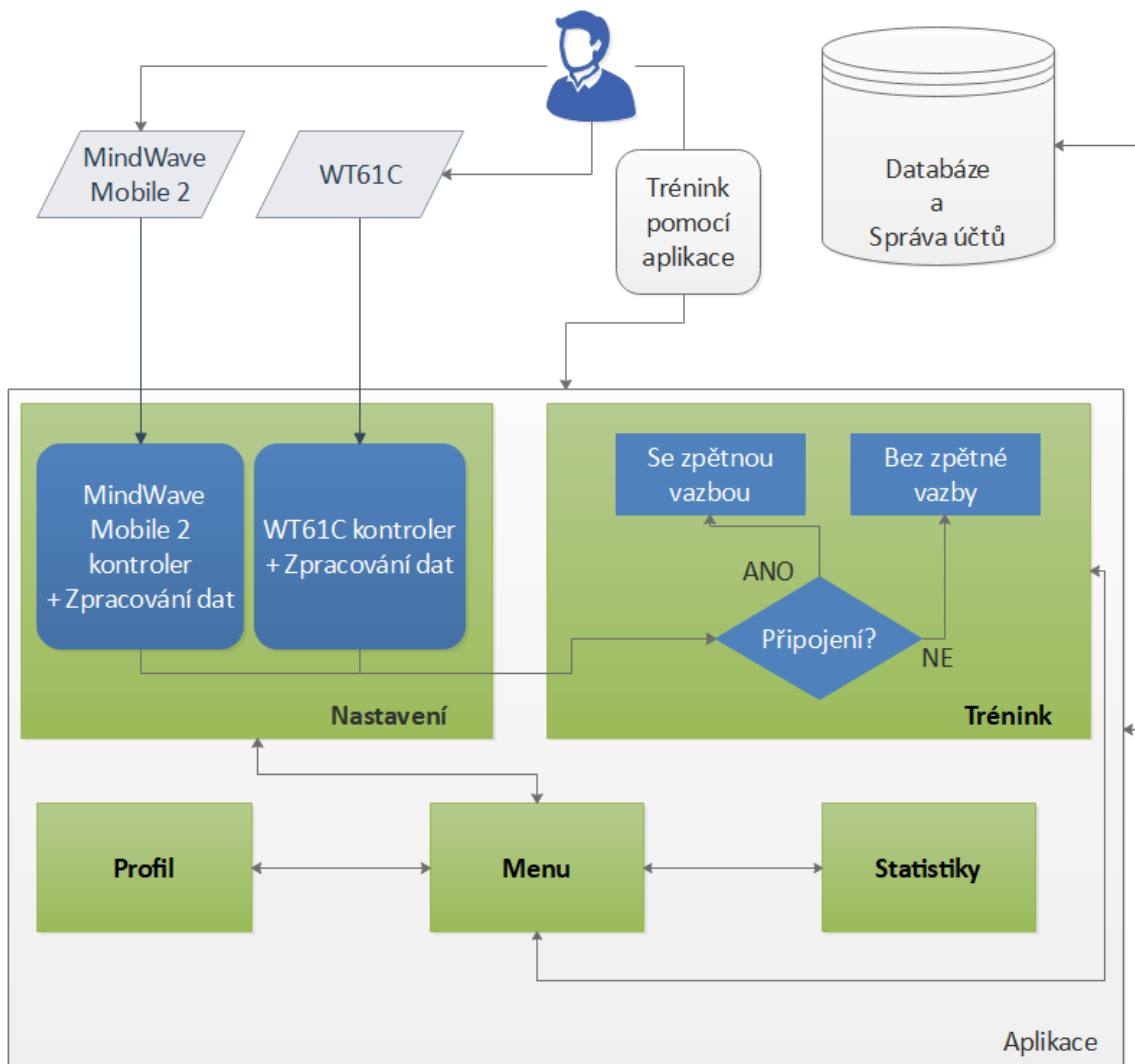 MindWave
Mobile 2
WT61C
Trénink
pomocí
aplikace
Databáze
a
Správa účtů
MindWave
Mobile 2
kontroler
+ Zpracování dat
WT61C kontroler
+ Zpracování dat
Nastavení
Se zpětnou
vazbou
Bez zpětné
vazby
ANO
Připojení?
NE
Trénink
Profil
Menu
Statistiky
Aplikace